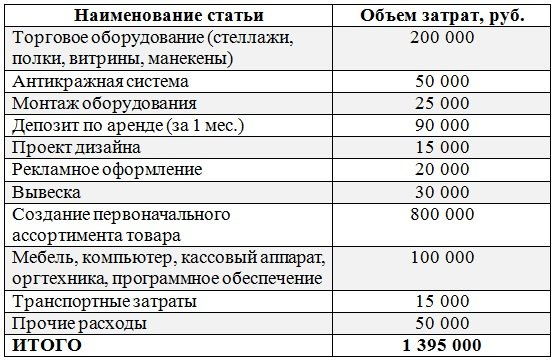 Наименование статьи Объем затрат, руб.
Торговое оборудование (стеллажи, 200 000
полки, витрины, манекены)
Антикражная система 50 000
Монтаж оборудования 25 000
Депозит по аренде (за 1 мес.) 90 000
Проект дизайна 15 000
Рекламное оформление 20 000
Вывеска 30 000
Создание первоначального 800 000
ассортимента товара
Мебель, компьютер, кассовый аппарат, 100 000
оргтехника, программное обеспечение
Транспортные затраты 15 000
Прочие расходы 50 000
ИТОГО 1 395 000